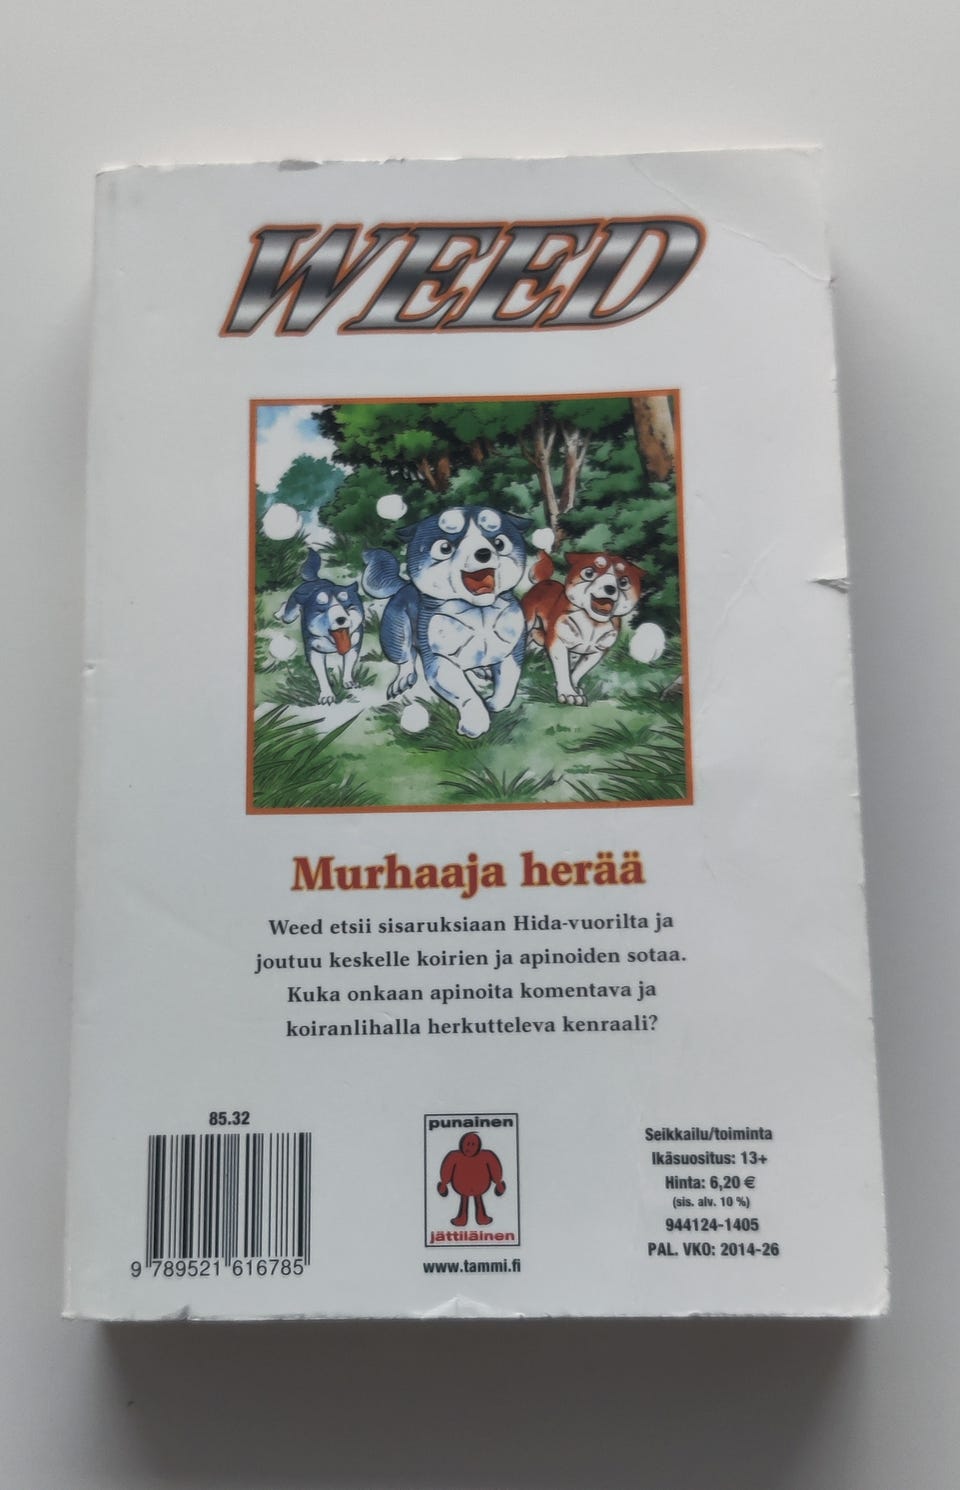 WEED
Murhaaja herää
Weed etsii sisaruksiaan Hida-vuorilta ja
joutuu keskelle koirien ja apinoiden sotaa.
Kuka onkaan apinoita komentava ja
koiranlihalla herkutteleva kenraali?
85.32
9 789521 616785
punainen
jättiläinen
www.tammi.fi
Seikkailu/toiminta
Ikäsuositus: 13+
Hinta: 6,20 €
(sis. alv. 10 %)
944124-1405
PAL. VKO: 2014-26